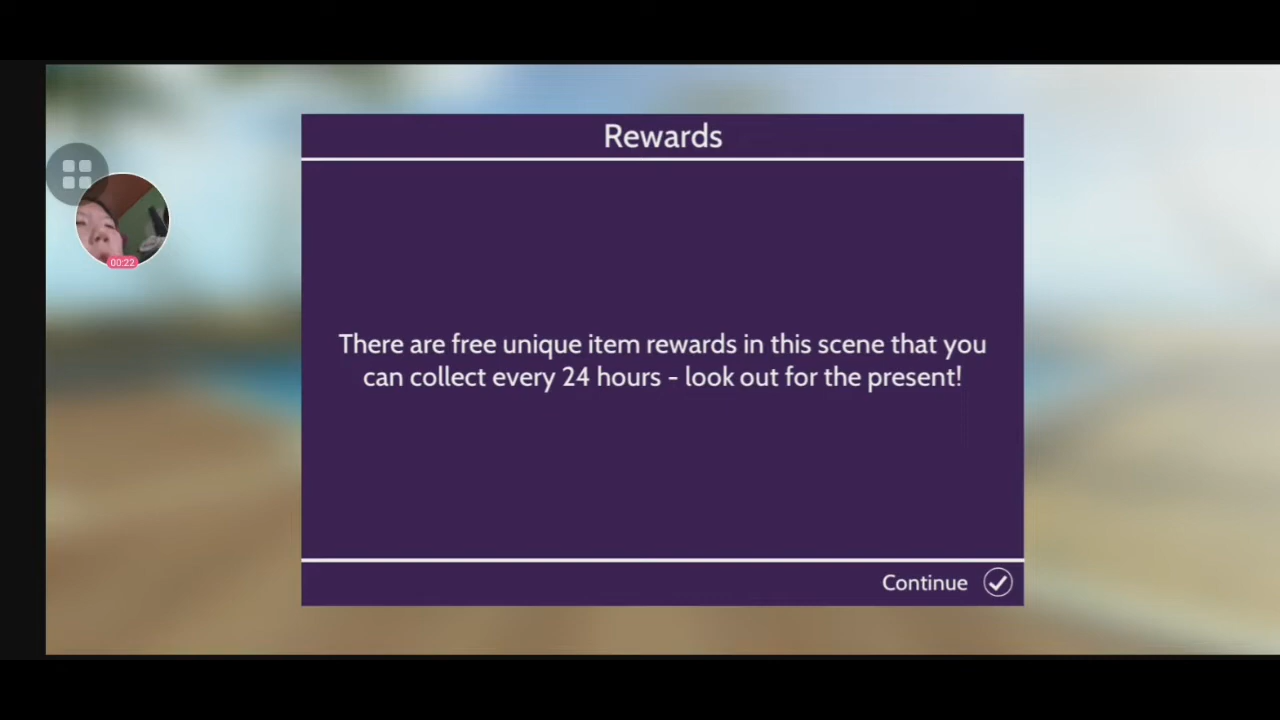 Rewards
00:22
There are free unique item rewards in this scene that you
can collect every 24 hours - look out for the present!
Continue